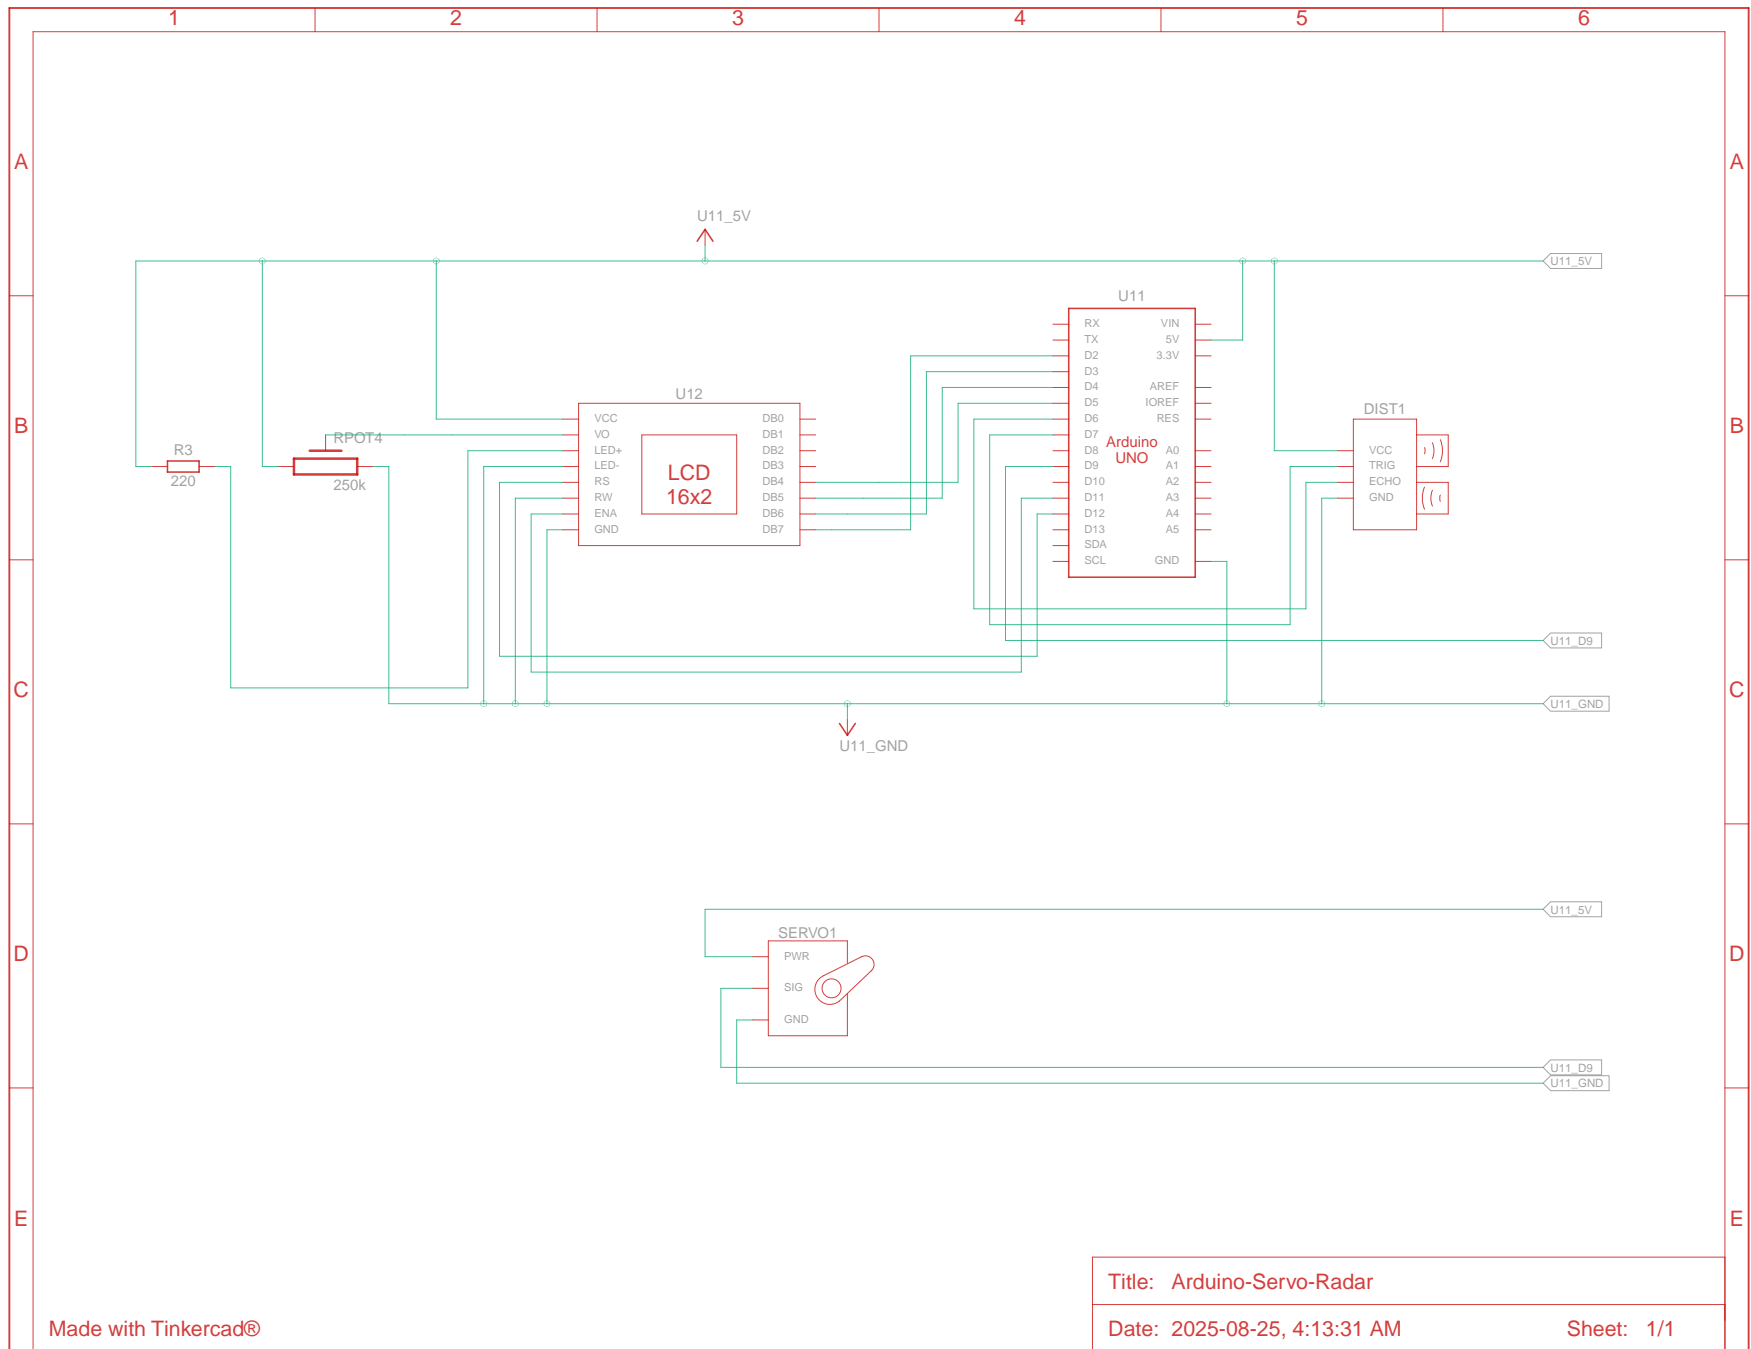 1 2 3 4 5 6
A A
U11_5V
U11_5V
B B
U11
RX VIN
TX 5V
D2 3.3V
D3
D4 AREF
D5 IOREF
D6 RES
D7
D8 A0
D9 A1
D10 A2
D11 A3
D12 A4
D13 A5
SDA
SCL GND
Arduino
UNO
U12
VCC DB0
VO DB1
LED+ DB2
LED- DB3
RS DB4
RW DB5
ENA DB6
GND DB7
LCD
16x2
R3
220
RPOT4
250k
DIST1
VCC
TRIG
ECHO
GND
U11_D9
C C
U11_GND
U11_GND
D D
U11_5V
SERVO1
PWR
SIG
GND
U11_D9
U11_GND
E E
Title: Arduino-Servo-Radar
Made with Tinkercad®
Date: 2025-08-25, 4:13:31 AM Sheet: 1/1